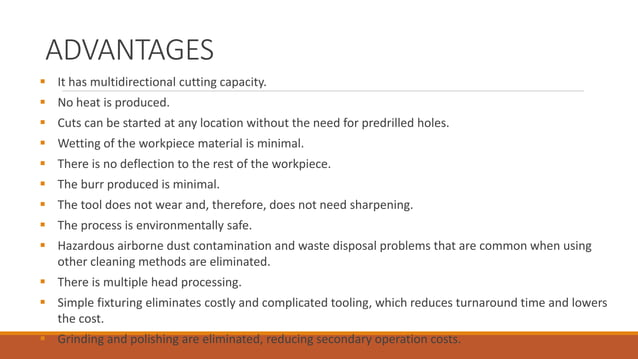 ADVANTAGES
▪ It has multidirectional cutting capacity.
▪ No heat is produced.
▪ Cuts can be started at any location without the need for predrilled holes.
▪ Wetting of the workpiece material is minimal.
▪ There is no deflection to the rest of the workpiece.
▪ The burr produced is minimal.
▪ The tool does not wear and, therefore, does not need sharpening.
▪ The process is environmentally safe.
▪ Hazardous airborne dust contamination and waste disposal problems that are common when using
other cleaning methods are eliminated.
▪ There is multiple head processing.
▪ Simple fixturing eliminates costly and complicated tooling, which reduces turnaround time and lowers
the cost.
▪ Grinding and polishing are eliminated, reducing secondary operation costs.